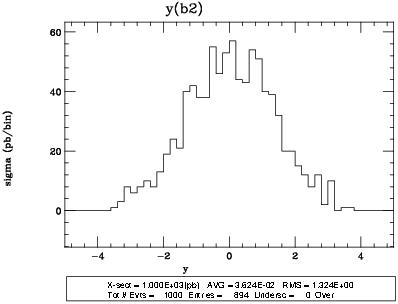 y(b2)
60
40
20
0
sigma (pb/bin)
-4 -2 0 2 4
y
X-sect = 1.000E+03(pb) AVG = 3.624E-02 RMS = 1.324E+00
Tot # Evts = 1000 Entries = 894 Undersc = 0 Over